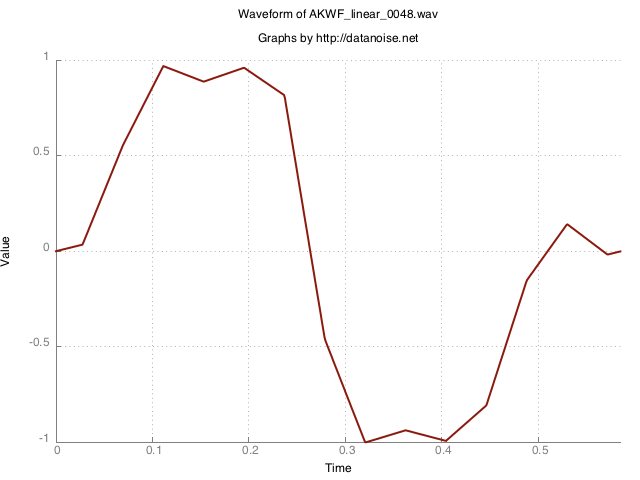 Waveform of AKWF_linear_0048.wav
Graphs by http://datanoise.net
1
0.5
0
-0.5
-1
Value
0 0.1 0.2 0.3 0.4 0.5
Time